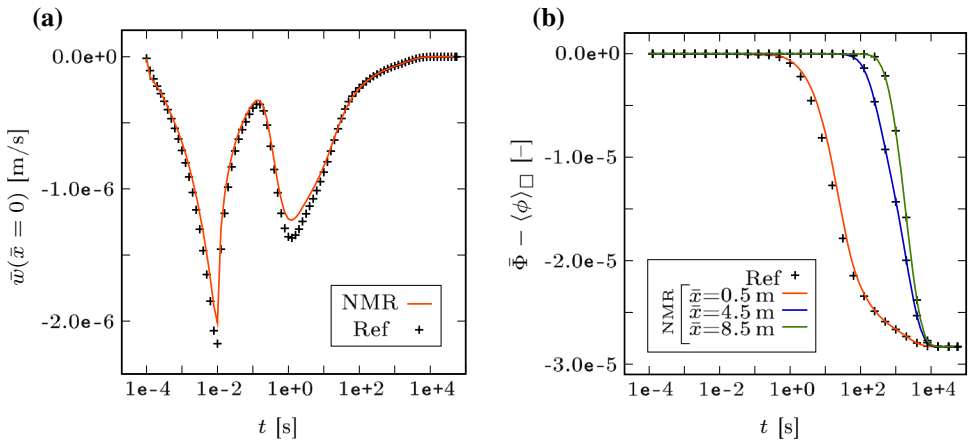 (a)
w̄(x̄ = 0) [m/s]
0.0e+0
-1.0e-6
-2.0e-6
NMR
Ref
1e-4 1e-2 1e+0 1e+2 1e+4
t [s]
(b)
Φ̄ − ⟨ϕ⟩□ [–]
0.0e+0
-1.0e-5
-2.0e-5
-3.0e-5
Ref
NMR
x̄=0.5 m
x̄=4.5 m
x̄=8.5 m
1e-4 1e-2 1e+0 1e+2 1e+4
t [s]